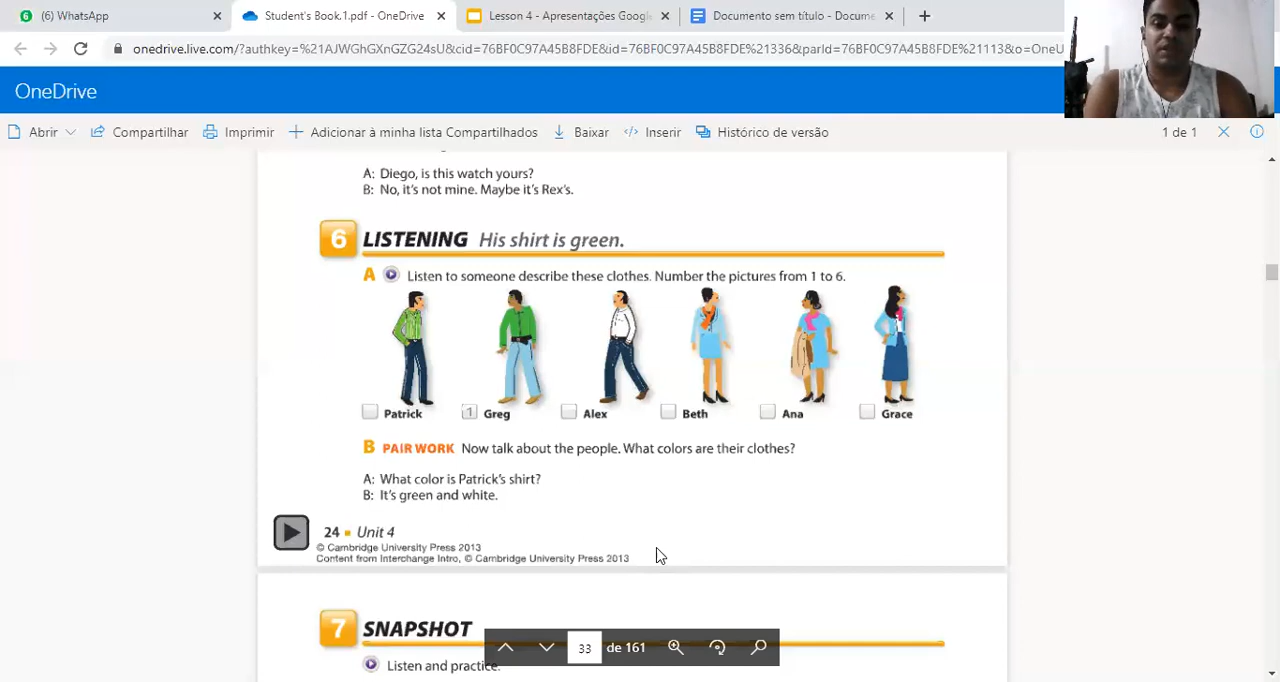 (6) WhatsApp
Student's Book.1.pdf - OneDrive
Lesson 4 - Apresentações Google
Documento sem título - Docume
onedrive.live.com/?authkey=%21AJWGhGXnGZG24sU&cid=76BF0C97A45B8FDE&id=76BF0C97A45B8FDE%21336&parId=76BF0C97A45B8FDE%21113&o=OneU
OneDrive
Abrir
Compartilhar
Imprimir
Adicionar à minha lista Compartilhados
Baixar
Inserir
Histórico de versão
1 de 1
A: Diego, is this watch yours?
B: No, it's not mine. Maybe it's Rex's.
6 LISTENING His shirt is green.
A Listen to someone describe these clothes. Number the pictures from 1 to 6.
Patrick
1 Greg
Alex
Beth
Ana
Grace
B PAIR WORK Now talk about the people. What colors are their clothes?
A: What color is Patrick's shirt?
B: It's green and white.
24 Unit 4
© Cambridge University Press 2013
Content from Interchange Intro, © Cambridge University Press 2013
7 SNAPSHOT
33 de 161
Listen and practice.